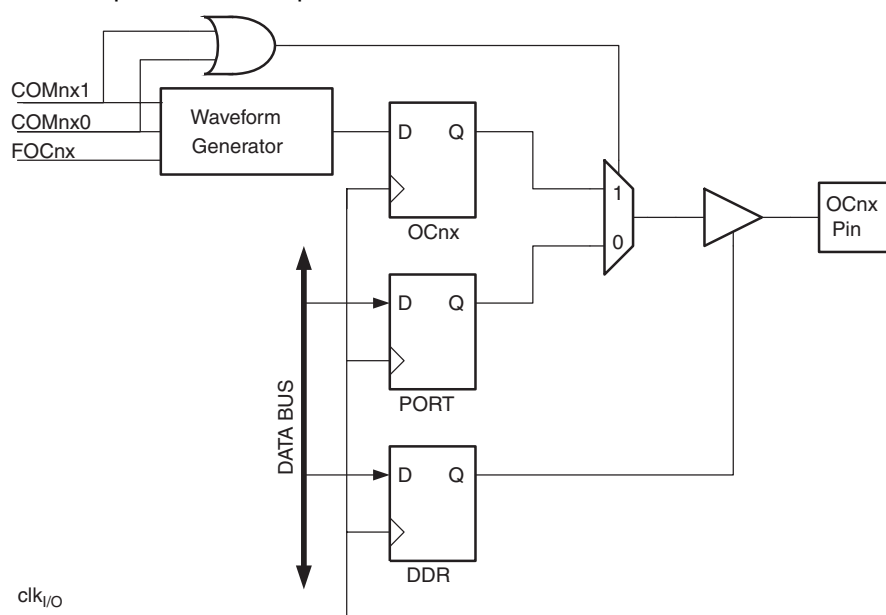 COMnx1
COMnx0
FOCnx
Waveform
Generator
D Q
OCnx
1
0
OCnx
Pin
D Q
PORT
DATA BUS
D Q
DDR
clkI/O